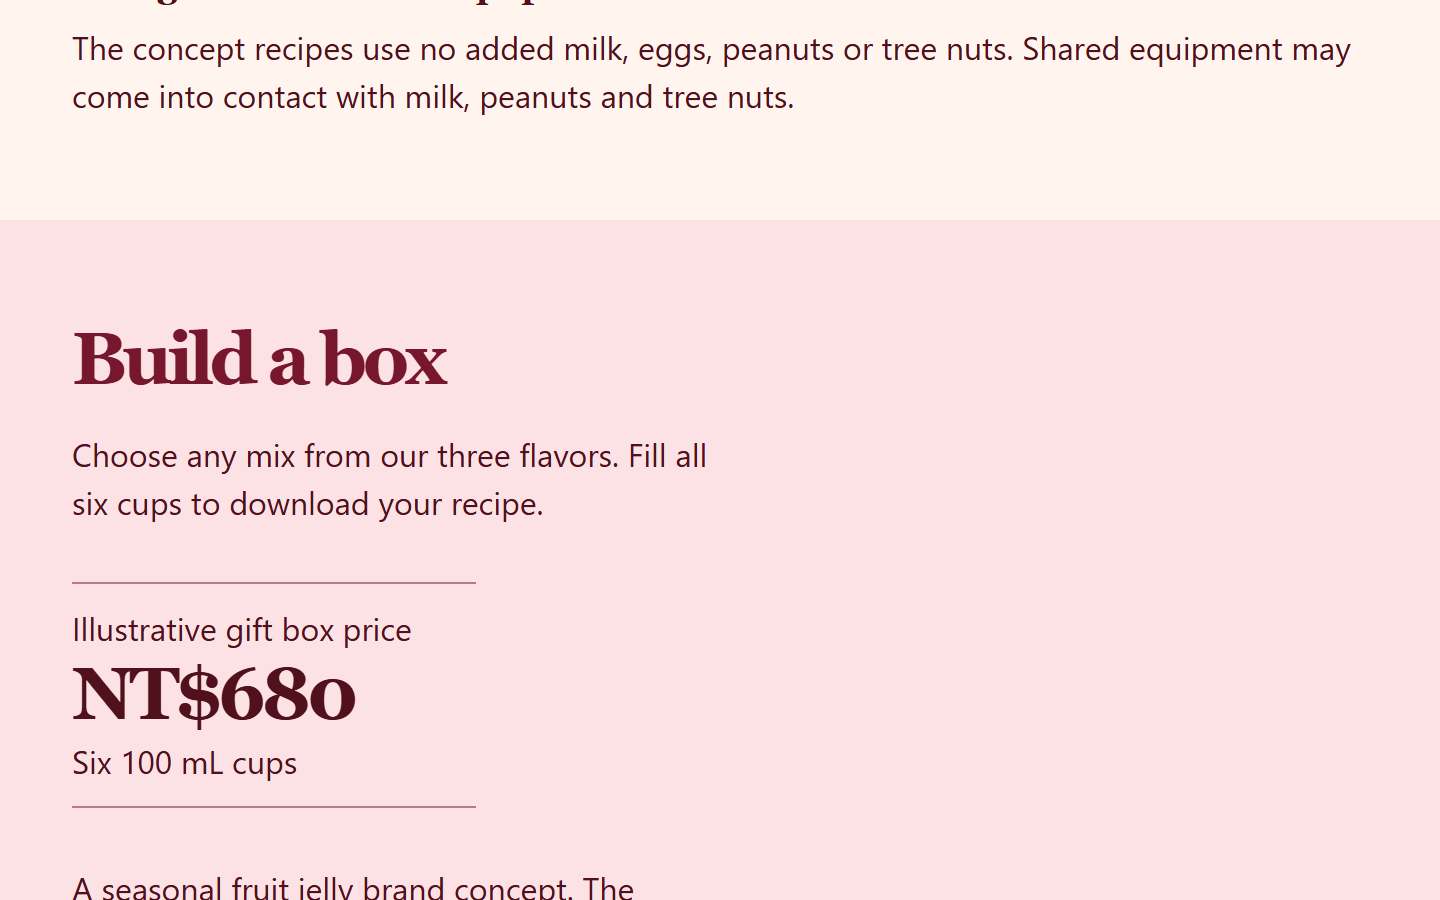 The concept recipes use no added milk, eggs, peanuts or tree nuts. Shared equipment may
come into contact with milk, peanuts and tree nuts.
Build a box
Choose any mix from our three flavors. Fill all
six cups to download your recipe.
Illustrative gift box price
NT$680
Six 100 mL cups
A seasonal fruit jelly brand concept. The